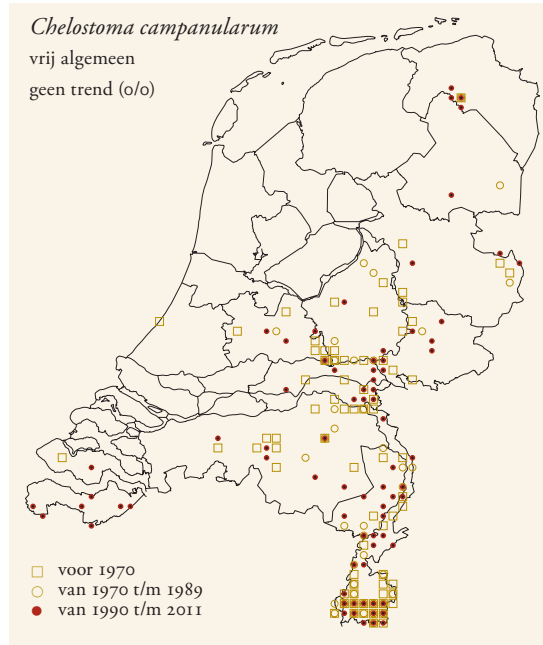 Chelostoma campanularum
vrij algemeen
geen trend (0/0)
voor 1970
van 1970 t/m 1989
van 1990 t/m 2011